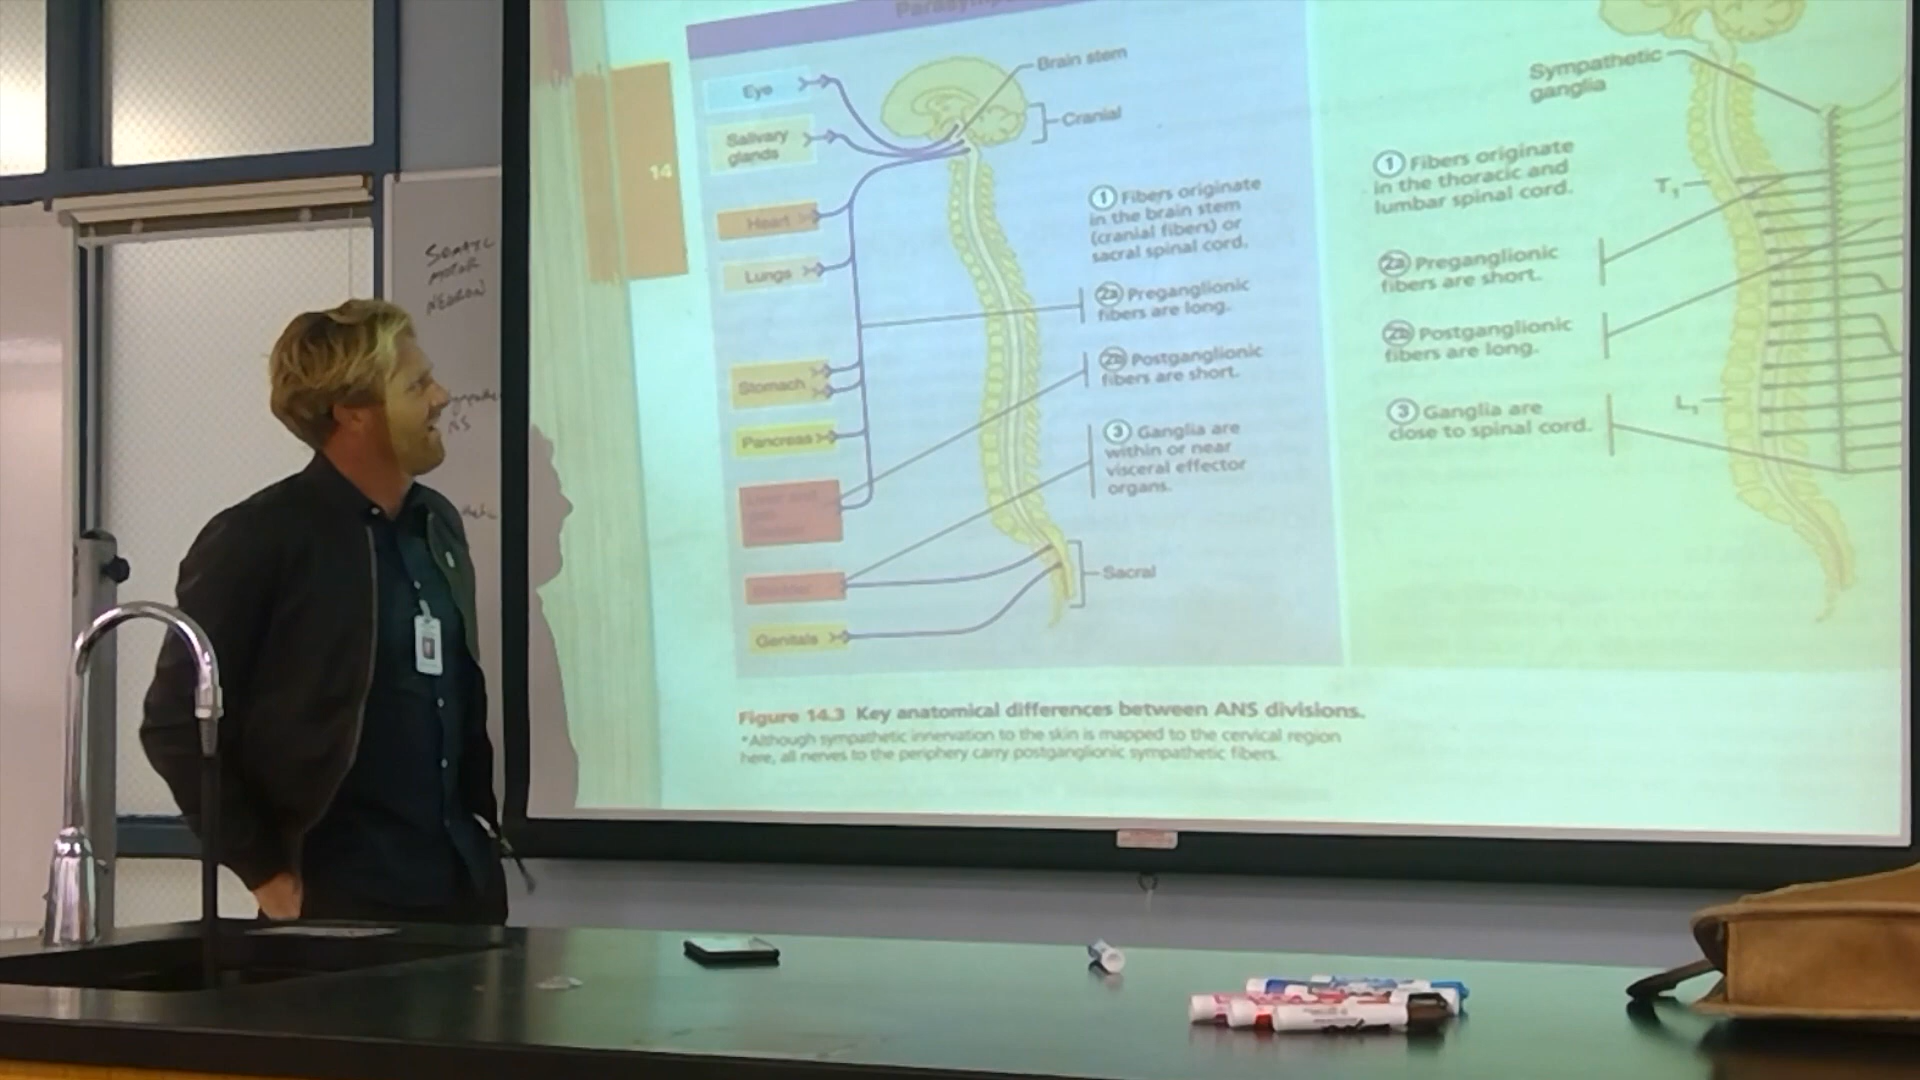 Eye
Salivary
glands
Heart
Lungs
Stomach
Pancreas
Bladder
Genitals
Brain stem
Cranial
1 Fibers originate
in the brain stem
(cranial fibers) or
sacral spinal cord.
2a Preganglionic
fibers are long.
2b Postganglionic
fibers are short.
3 Ganglia are
within or near
visceral effector
organs.
Sacral
14
Sympathetic
ganglia
1 Fibers originate
in the thoracic and
lumbar spinal cord.
T1
2a Preganglionic
fibers are short.
2b Postganglionic
fibers are long.
L1
3 Ganglia are
close to spinal cord.
Figure 14.3 Key anatomical differences between ANS divisions.
*Although sympathetic innervation to the skin is mapped to the cervical region
here, all nerves to the periphery carry postganglionic sympathetic fibers.
SOMATIC
MOTOR
NEURON
NS